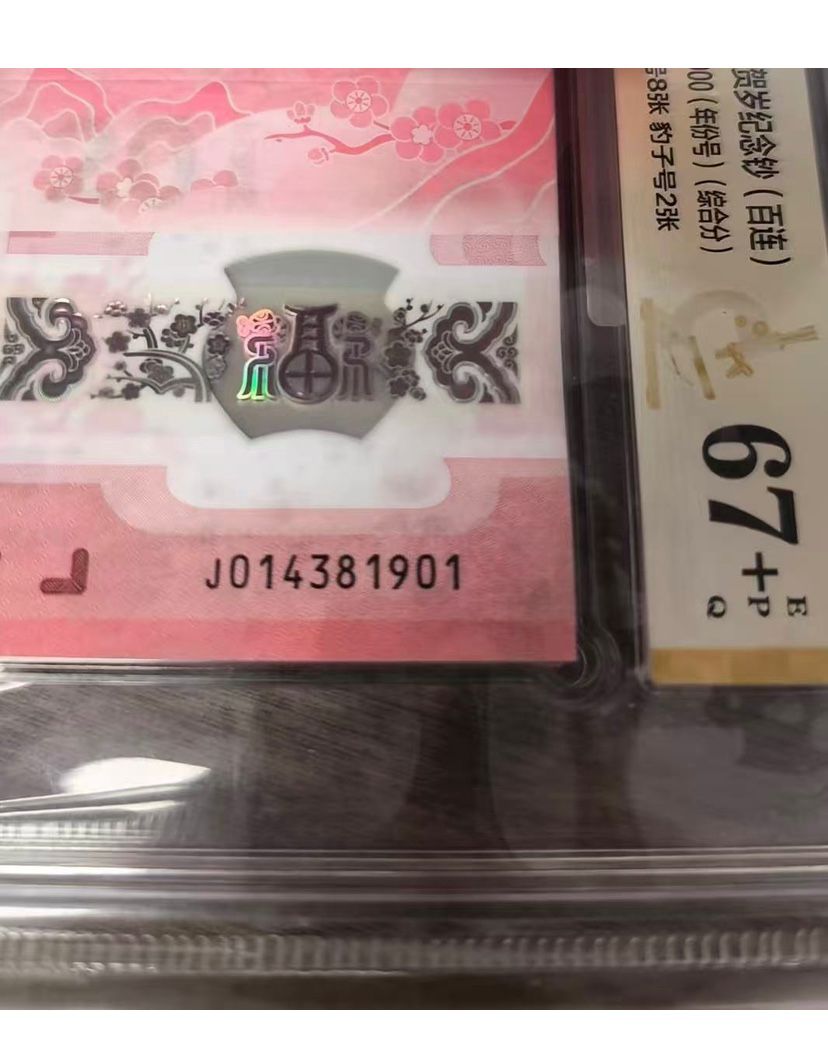 J014381901
贺岁纪念钞（百连）
00（年份号）（综合分）
号8张 豹子号2张
67+
E
P
Q